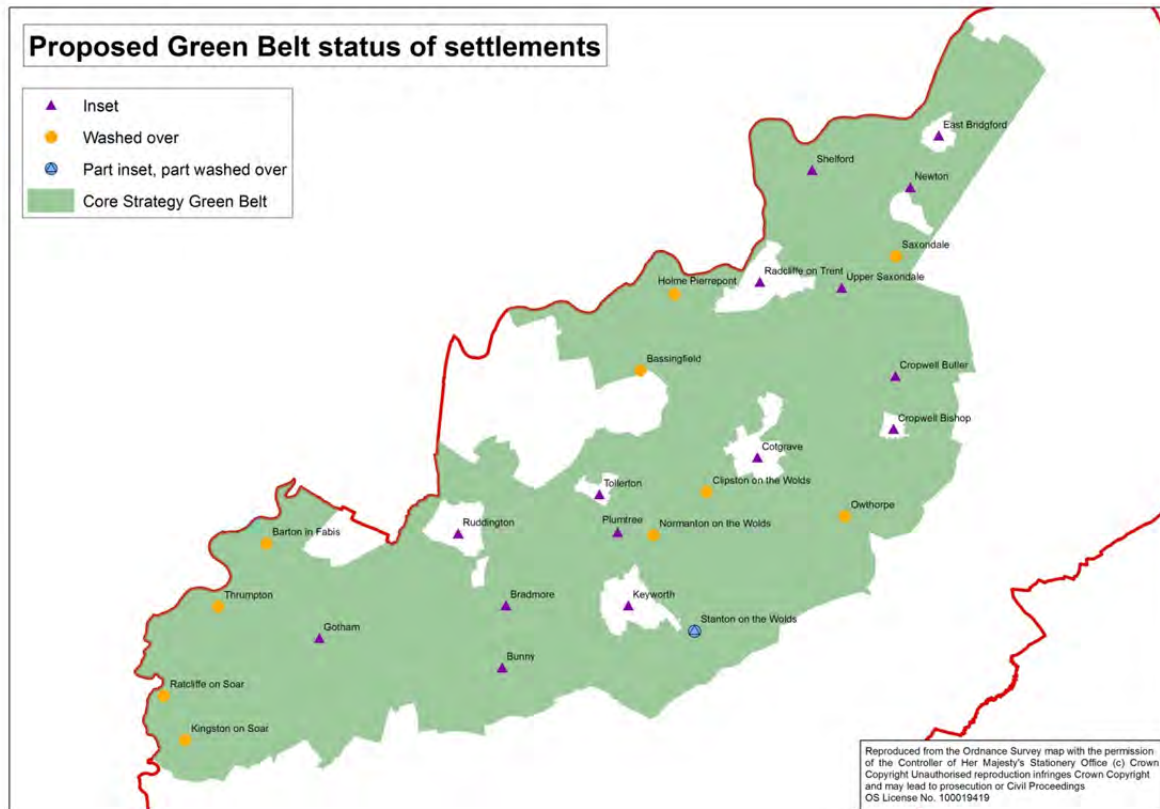 Proposed Green Belt status of settlements
Inset
Washed over
Part inset, part washed over
Core Strategy Green Belt
East Bridgford
Shelford
Newton
Saxondale
Radcliffe on Trent
Holme Pierrepont
Upper Saxondale
Bassingfield
Cropwell Butler
Cropwell Bishop
Cotgrave
Tollerton
Clipston on the Wolds
Owthorpe
Ruddington
Plumtree
Normanton on the Wolds
Barton in Fabis
Thrumpton
Bradmore
Keyworth
Stanton on the Wolds
Gotham
Bunny
Ratcliffe on Soar
Kingston on Soar
Reproduced from the Ordnance Survey map with the permission
of the Controller of Her Majesty's Stationery Office (c) Crown
Copyright Unauthorised reproduction infringes Crown Copyright
and may lead to prosecution or Civil Proceedings
OS License No. 100019419